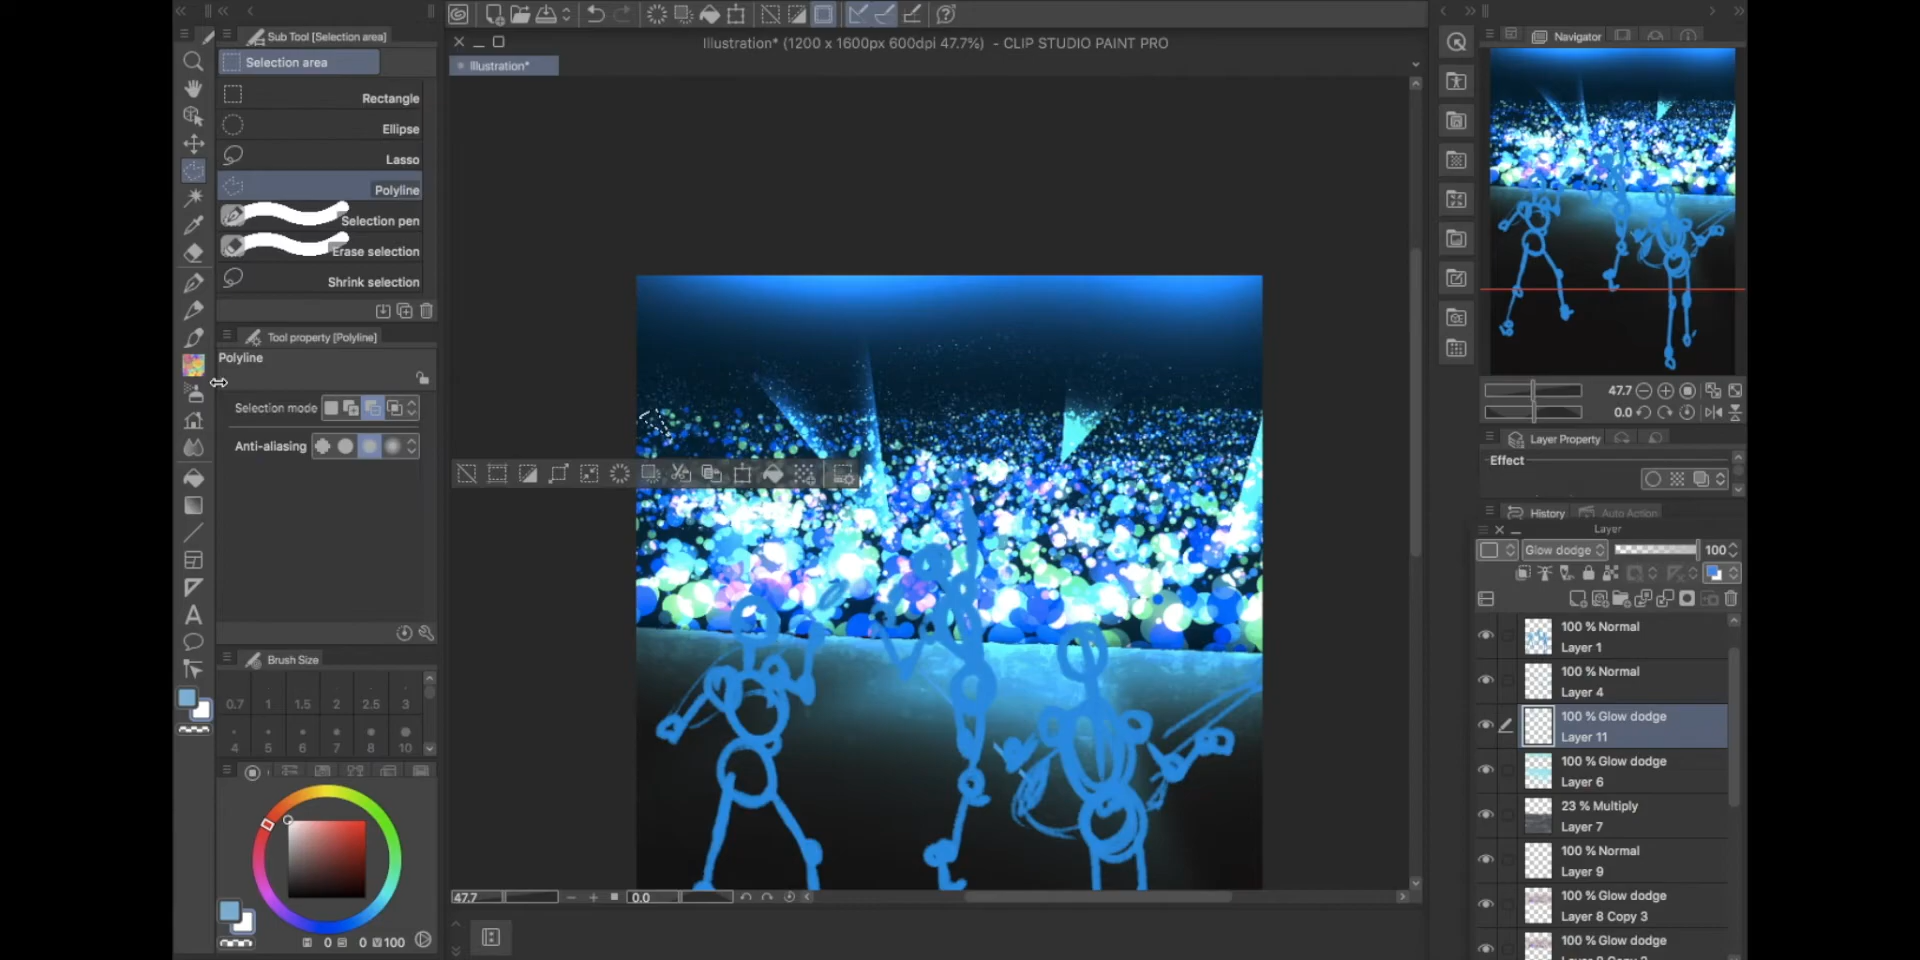 Sub Tool [Selection area]
Selection area
Rectangle
Ellipse
Lasso
Polyline
Selection pen
Erase selection
Shrink selection
Tool property [Polyline]
Polyline
Selection mode
Anti-aliasing
Brush Size
0.7 1 1.5 2 2.5 3
4 5 6 7 8 10
0 0 100
Illustration* (1200 x 1600px 600dpi 47.7%) - CLIP STUDIO PAINT PRO
Illustration*
47.7 0.0
Navigator
47.7
0.0
Layer Property
Effect
History Auto Action
Layer
Glow dodge 100
100 % Normal
Layer 1
100 % Normal
Layer 4
100 % Glow dodge
Layer 11
100 % Glow dodge
Layer 6
23 % Multiply
Layer 7
100 % Normal
Layer 9
100 % Glow dodge
Layer 8 Copy 3
100 % Glow dodge